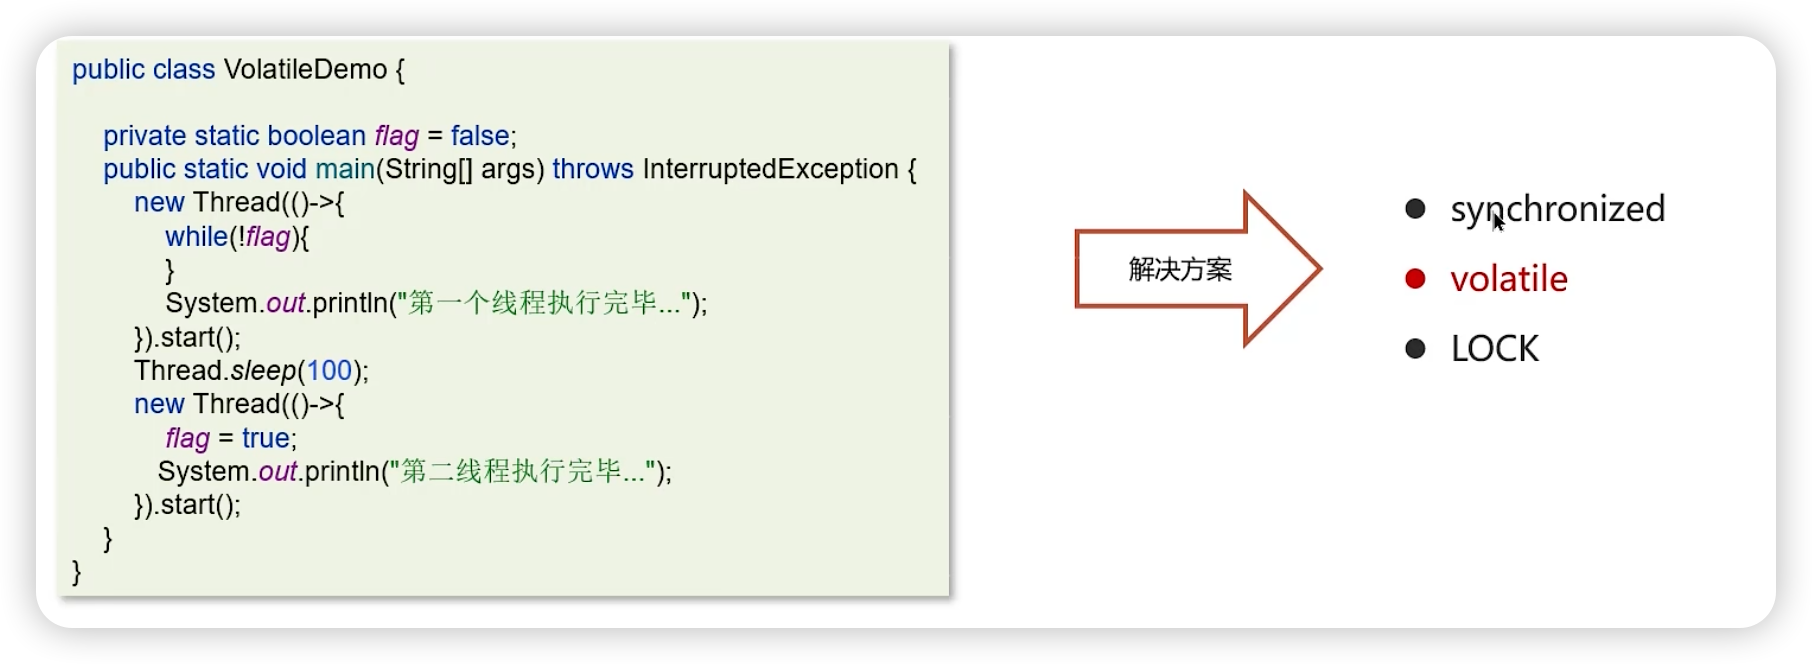 public class VolatileDemo {
private static boolean flag = false;
public static void main(String[] args) throws InterruptedException {
new Thread(()->{
while(!flag){
}
System.out.println("第一个线程执行完毕...");
}).start();
Thread.sleep(100);
new Thread(()->{
flag = true;
System.out.println("第二线程执行完毕...");
}).start();
}
}
解决方案
synchronized
volatile
LOCK